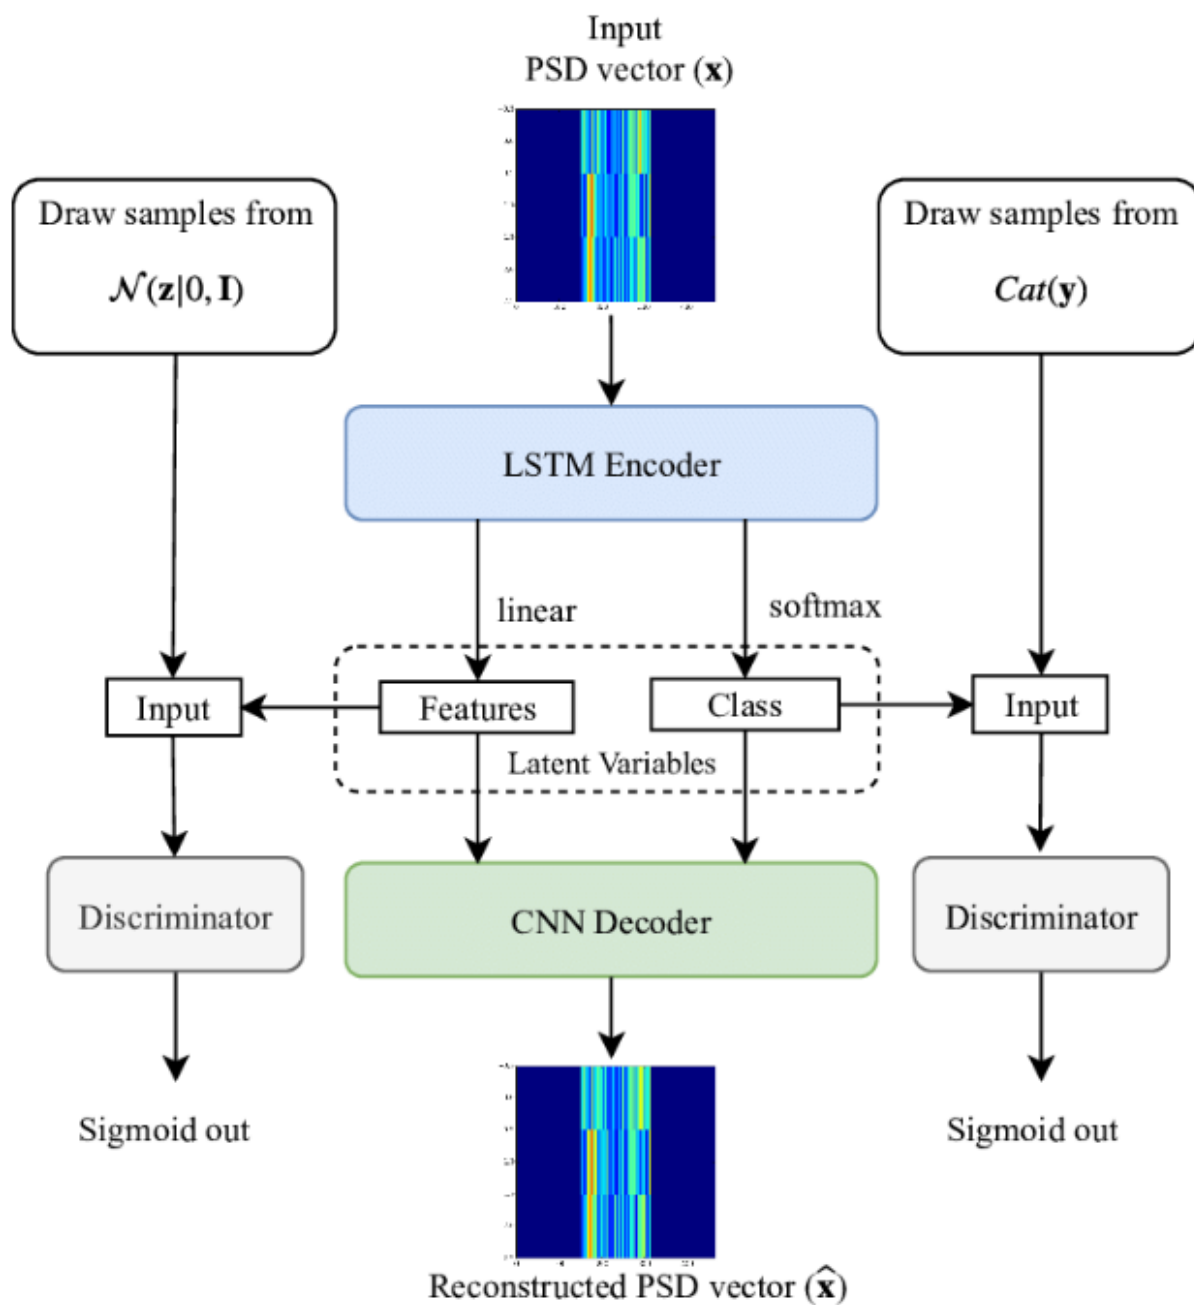 Input
PSD vector (𝐱)
Draw samples from
𝒩(𝐳|0, 𝐈)
Draw samples from
Cat(𝐲)
LSTM Encoder
linear
softmax
Input
Features
Class
Input
Latent Variables
Discriminator
CNN Decoder
Discriminator
Sigmoid out
Sigmoid out
Reconstructed PSD vector (𝐱̂)